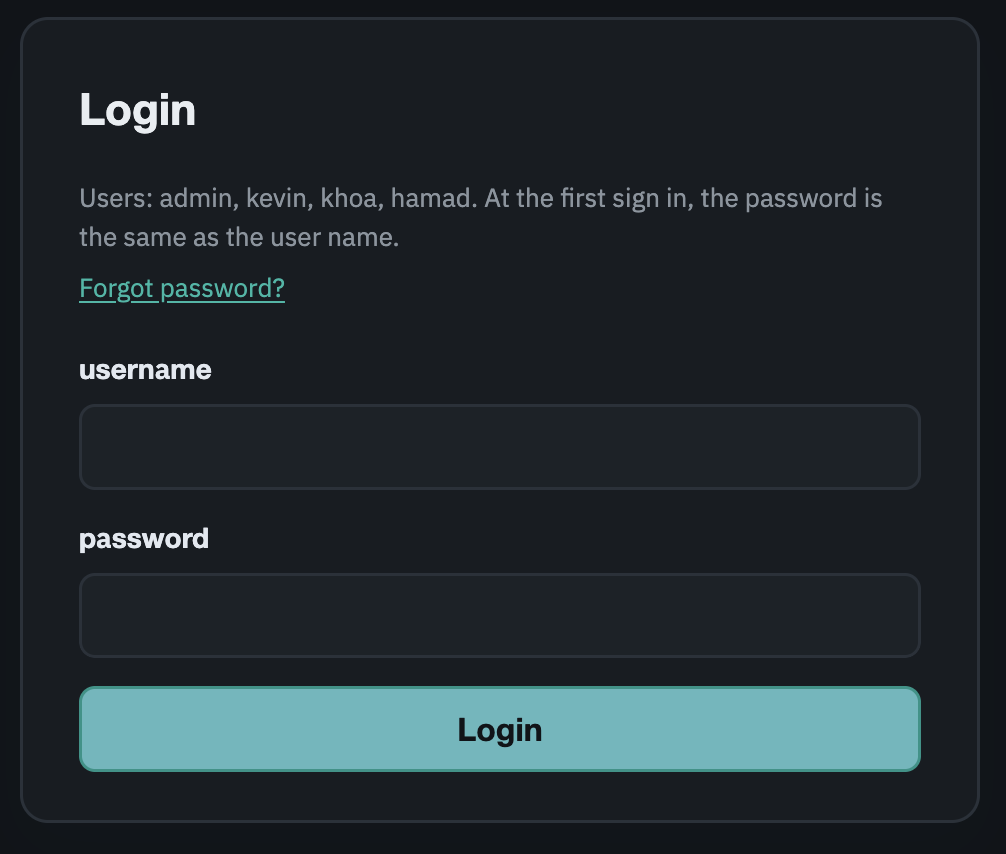 Login
Users: admin, kevin, khoa, hamad. At the first sign in, the password is
the same as the user name.
Forgot password?
username
password
Login